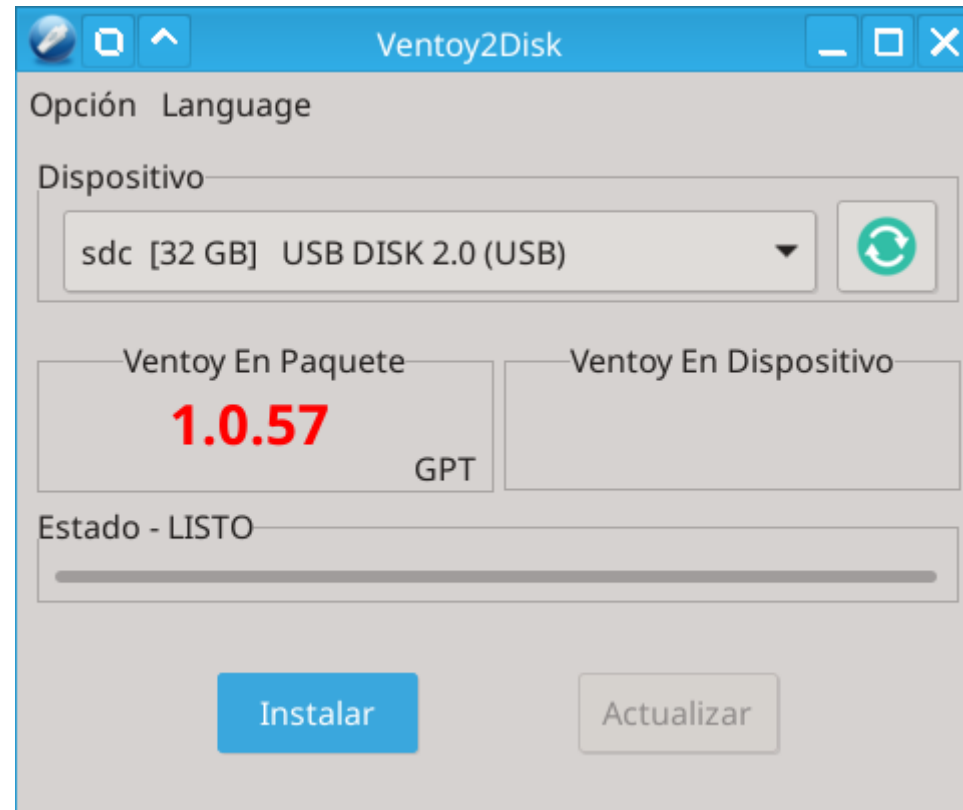 Ventoy2Disk
Opción Language
Dispositivo
sdc [32 GB] USB DISK 2.0 (USB)
Ventoy En Paquete
1.0.57
GPT
Ventoy En Dispositivo
Estado - LISTO
Instalar
Actualizar